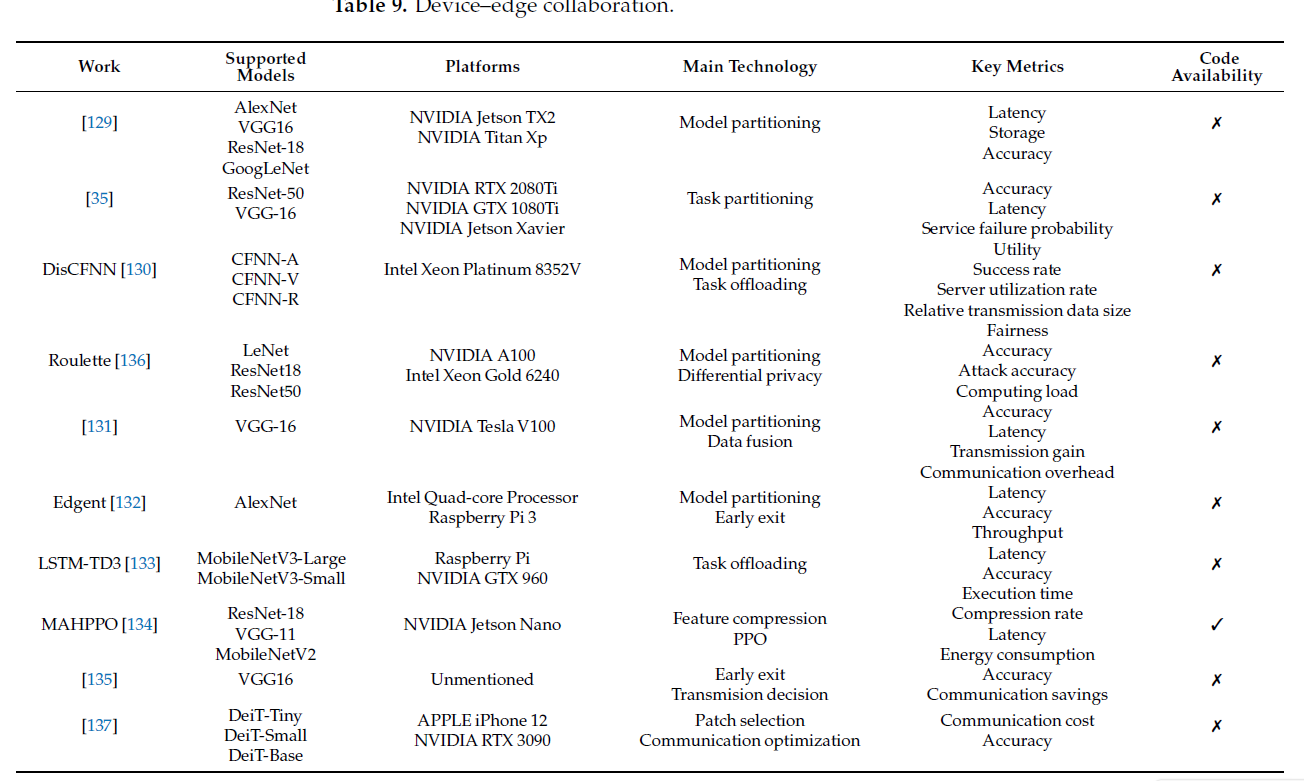 Table 9. Device–edge collaboration.
Work Supported Models Platforms Main Technology Key Metrics Code Availability
[129] AlexNet VGG16 ResNet-18 GoogLeNet NVIDIA Jetson TX2 NVIDIA Titan Xp Model partitioning Latency Storage Accuracy ✗
[35] ResNet-50 VGG-16 NVIDIA RTX 2080Ti NVIDIA GTX 1080Ti NVIDIA Jetson Xavier Task partitioning Accuracy Latency Service failure probability ✗
DisCFNN [130] CFNN-A CFNN-V CFNN-R Intel Xeon Platinum 8352V Model partitioning Task offloading Utility Success rate Server utilization rate Relative transmission data size Fairness ✗
Roulette [136] LeNet ResNet18 ResNet50 NVIDIA A100 Intel Xeon Gold 6240 Model partitioning Differential privacy Accuracy Attack accuracy Computing load ✗
[131] VGG-16 NVIDIA Tesla V100 Model partitioning Data fusion Accuracy Latency Transmission gain Communication overhead ✗
Edgent [132] AlexNet Intel Quad-core Processor Raspberry Pi 3 Model partitioning Early exit Latency Accuracy Throughput ✗
LSTM-TD3 [133] MobileNetV3-Large MobileNetV3-Small Raspberry Pi NVIDIA GTX 960 Task offloading Latency Accuracy Execution time ✗
MAHPPO [134] ResNet-18 VGG-11 MobileNetV2 NVIDIA Jetson Nano Feature compression PPO Compression rate Latency Energy consumption ✓
[135] VGG16 Unmentioned Early exit Transmision decision Accuracy Communication savings ✗
[137] DeiT-Tiny DeiT-Small DeiT-Base APPLE iPhone 12 NVIDIA RTX 3090 Patch selection Communication optimization Communication cost Accuracy ✗